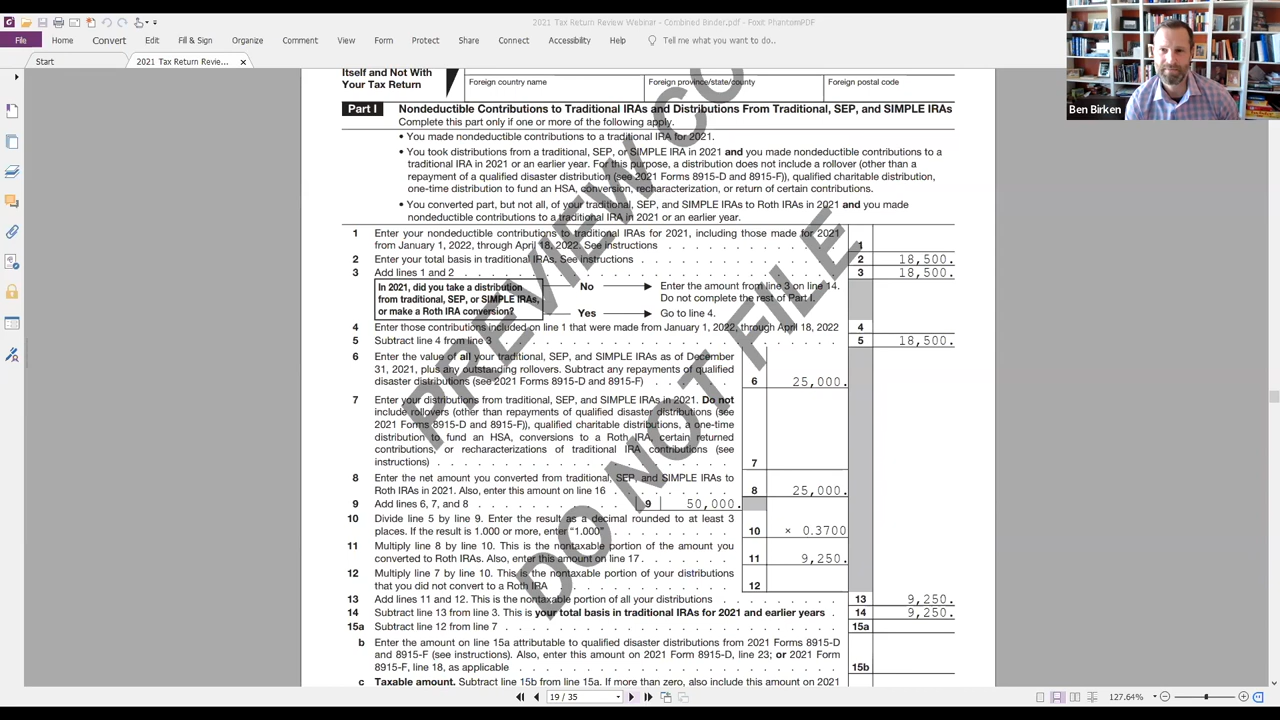 2021 Tax Return Review Webinar - Combined Binder.pdf - Foxit PhantomPDF
File Home Convert Edit Fill & Sign Organize Comment View Form Protect Share Connect Accessibility Help Tell me what you want to do..
Start 2021 Tax Return Revie...
Ben Birken
Itself and Not With
Your Tax Return
Foreign country name Foreign province/state/county Foreign postal code
Part I Nondeductible Contributions to Traditional IRAs and Distributions From Traditional, SEP, and SIMPLE IRAs
Complete this part only if one or more of the following apply.
• You made nondeductible contributions to a traditional IRA for 2021.
• You took distributions from a traditional, SEP, or SIMPLE IRA in 2021 and you made nondeductible contributions to a
traditional IRA in 2021 or an earlier year. For this purpose, a distribution does not include a rollover (other than a
repayment of a qualified disaster distribution (see 2021 Forms 8915-D and 8915-F)), qualified charitable distribution,
one-time distribution to fund an HSA, conversion, recharacterization, or return of certain contributions.
• You converted part, but not all, of your traditional, SEP, and SIMPLE IRAs to Roth IRAs in 2021 and you made
nondeductible contributions to a traditional IRA in 2021 or an earlier year.
1 Enter your nondeductible contributions to traditional IRAs for 2021, including those made for 2021
from January 1, 2022, through April 18, 2022. See instructions . . . . . . . . . . . . 1
2 Enter your total basis in traditional IRAs. See instructions . . . . . . . . . . . . . 2 18,500.
3 Add lines 1 and 2 . . . . . . . . . . . . . . . . . . . . . . . . 3 18,500.
In 2021, did you take a distribution
from traditional, SEP, or SIMPLE IRAs,
or make a Roth IRA conversion?
No Enter the amount from line 3 on line 14.
Do not complete the rest of Part I.
Yes Go to line 4.
4 Enter those contributions included on line 1 that were made from January 1, 2022, through April 18, 2022 4
5 Subtract line 4 from line 3 . . . . . . . . . . . . . . . . . . . . . 5 18,500.
6 Enter the value of all your traditional, SEP, and SIMPLE IRAs as of December
31, 2021, plus any outstanding rollovers. Subtract any repayments of qualified
disaster distributions (see 2021 Forms 8915-D and 8915-F) . . . . . . 6 25,000.
7 Enter your distributions from traditional, SEP, and SIMPLE IRAs in 2021. Do not
include rollovers (other than repayments of qualified disaster distributions (see
2021 Forms 8915-D and 8915-F)), qualified charitable distributions, a one-time
distribution to fund an HSA, conversions to a Roth IRA, certain returned
contributions, or recharacterizations of traditional IRA contributions (see
instructions) . . . . . . . . . . . . . . . . . . . 7
8 Enter the net amount you converted from traditional, SEP, and SIMPLE IRAs to
Roth IRAs in 2021. Also, enter this amount on line 16 . . . . . . . . 8 25,000.
9 Add lines 6, 7, and 8 . . . . . . . . . . 9 50,000.
10 Divide line 5 by line 9. Enter the result as a decimal rounded to at least 3
places. If the result is 1.000 or more, enter "1.000" . . . . . . . . 10 × 0.3700
11 Multiply line 8 by line 10. This is the nontaxable portion of the amount you
converted to Roth IRAs. Also, enter this amount on line 17 . . . . . . 11 9,250.
12 Multiply line 7 by line 10. This is the nontaxable portion of your distributions
that you did not convert to a Roth IRA . . . . . . . . . . 12
13 Add lines 11 and 12. This is the nontaxable portion of all your distributions . . . . . . . . 13 9,250.
14 Subtract line 13 from line 3. This is your total basis in traditional IRAs for 2021 and earlier years . 14 9,250.
15a Subtract line 12 from line 7 . . . . . . . . . . . . . . . . . . . . 15a
b Enter the amount on line 15a attributable to qualified disaster distributions from 2021 Forms 8915-D
and 8915-F (see instructions). Also, enter this amount on 2021 Form 8915-D, line 23; or 2021 Form
8915-F, line 18, as applicable . . . . . . . . . . . . . . . . . . . 15b
c Taxable amount. Subtract line 15b from line 15a. If more than zero, also include this amount on 2021
PREVIEW CO
DO NOT FILE
19 / 35
127.64%